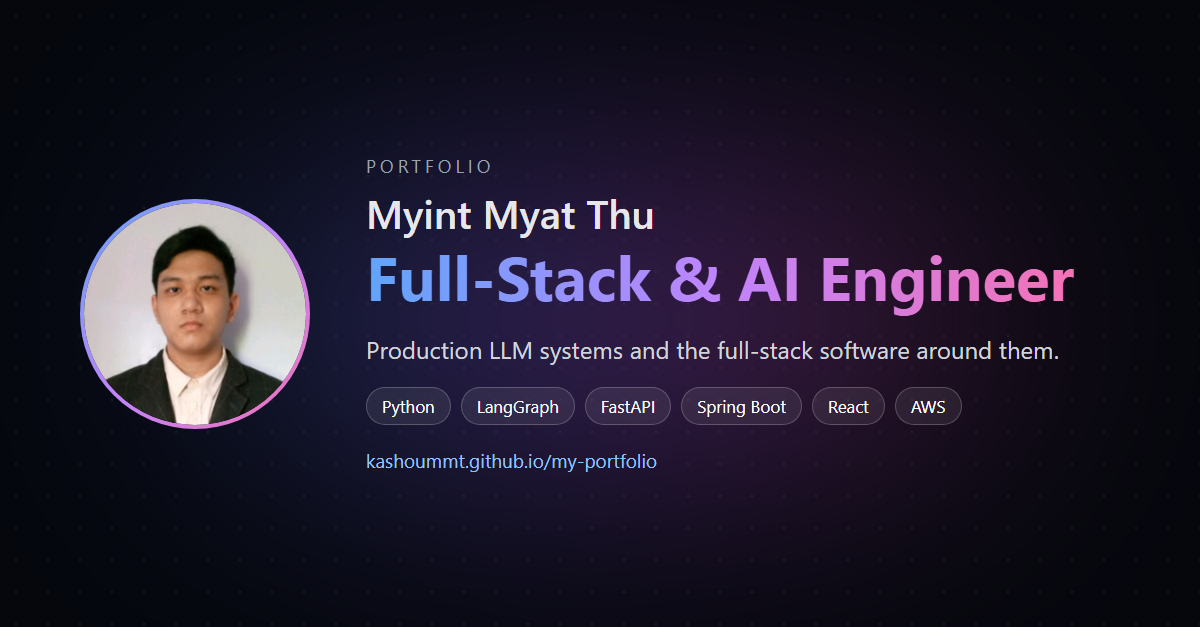 PORTFOLIO
Myint Myat Thu
Full-Stack & AI Engineer
Production LLM systems and the full-stack software around them.
Python LangGraph FastAPI Spring Boot React AWS
kashoummt.github.io/my-portfolio